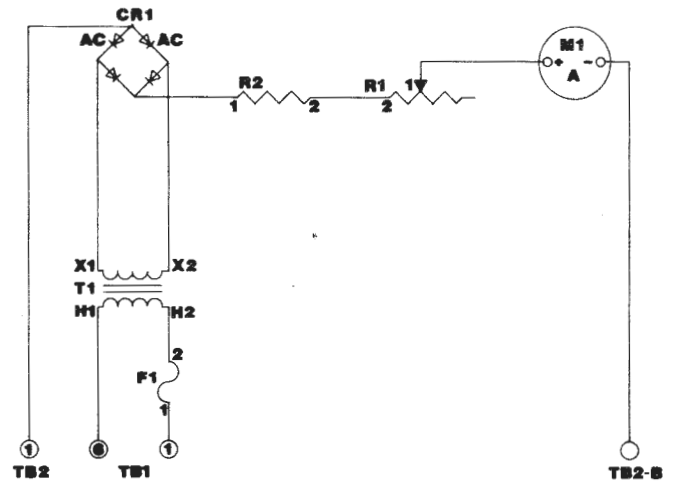 CR1
AC AC
M1
+ A -
R2
1 2
R1
1
2
X1 X2
T1
H1 H2
2
F1
1
1
1
TB2
TB1
TB2-B